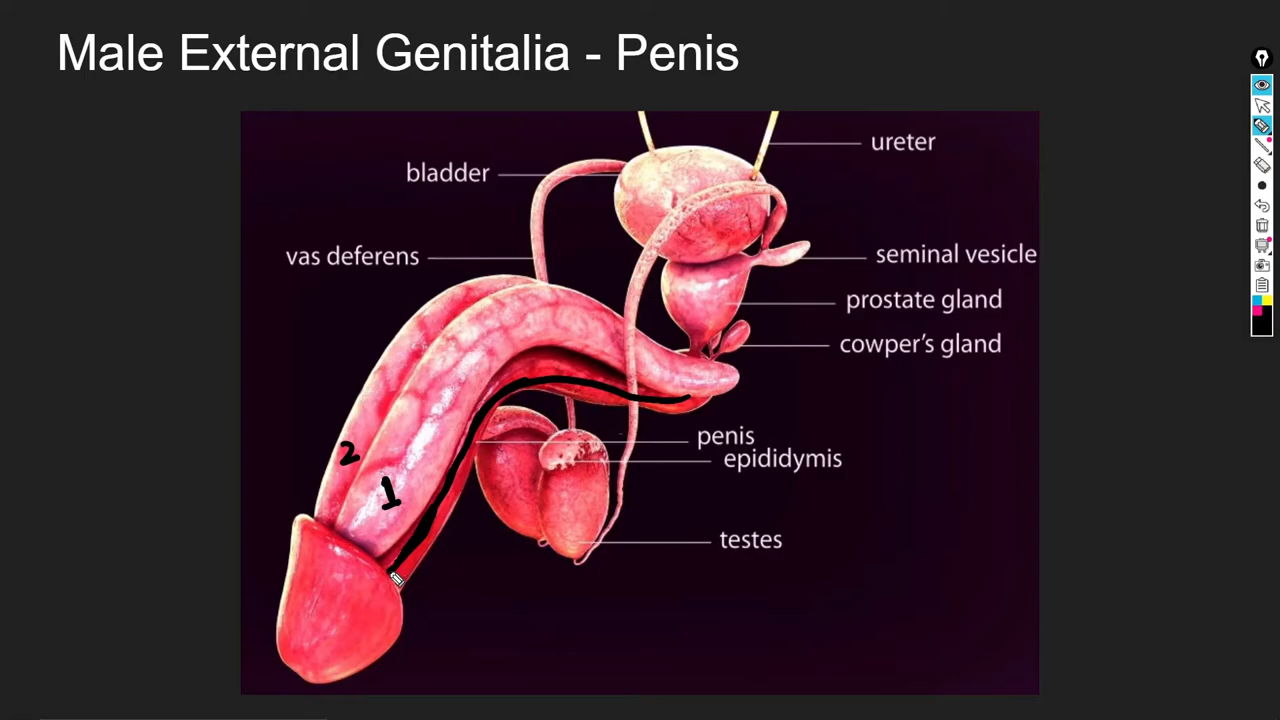 Male External Genitalia - Penis
ureter
bladder
vas deferens
seminal vesicle
prostate gland
cowper's gland
penis
epididymis
2
1
testes